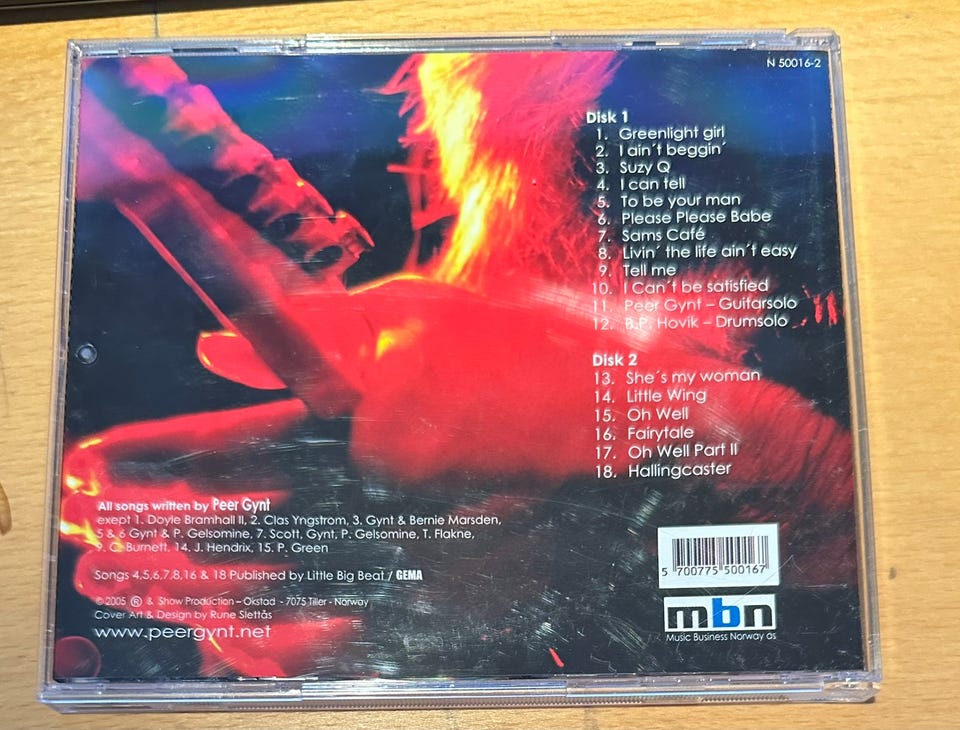 N 50016-2
Disk 1
1. Greenlight girl
2. I ain´t beggin´
3. Suzy Q
4. I can tell
5. To be your man
6. Please Please Babe
7. Sams Café
8. Livin´ the life ain´t easy
9. Tell me
10. I Can´t be satisfied
11. Peer Gynt – Guitarsolo
12. B.P. Hovik – Drumsolo
Disk 2
13. She´s my woman
14. Little Wing
15. Oh Well
16. Fairytale
17. Oh Well Part II
18. Hallingcaster
All songs written by Peer Gynt
exept 1. Doyle Bramhall II, 2. Clas Yngstrom, 3. Gynt & Bernie Marsden,
5 & 6 Gynt & P. Gelsomine, 7. Scott, Gynt, P. Gelsomine, T. Flakne,
9. C. Burnett, 14. J. Hendrix, 15. P. Green
Songs 4,5,6,7,8,16 & 18 Published by Little Big Beat / GEMA
© 2005 ® & Show Production – Okstad - 7075 Tiller - Norway
Cover Art & Design by Rune Slettås
www.peergynt.net
5 700775 500167
mbn
Music Business Norway as